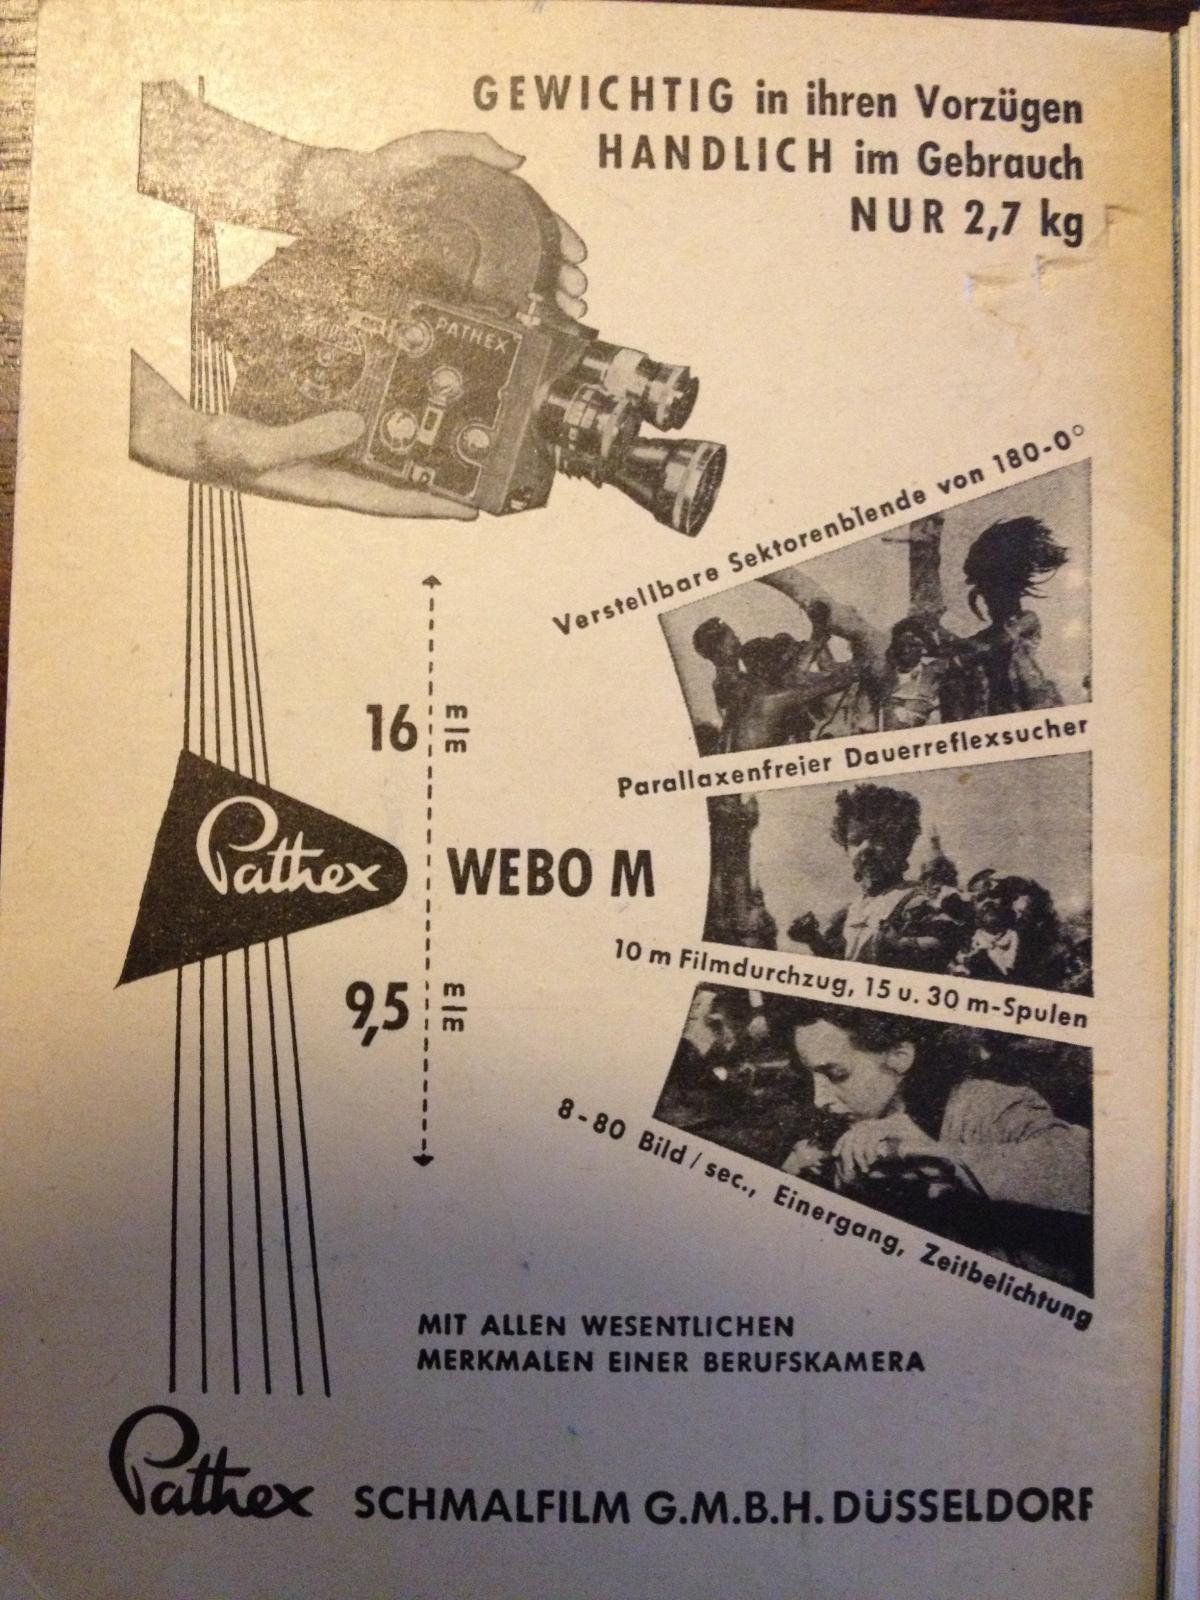 GEWICHTIG in ihren Vorzügen
HANDLICH im Gebrauch
NUR 2,7 kg
PATHEX
Verstellbare Sektorenblende von 180-0°
16 m/m
Parallaxenfreier Dauerreflexsucher
Pathex
WEBO M
10 m Filmdurchzug, 15 u. 30 m-Spulen
9,5 m/m
8-80 Bild/sec., Einergang, Zeitbelichtung
MIT ALLEN WESENTLICHEN
MERKMALEN EINER BERUFSKAMERA
Pathex SCHMALFILM G.M.B.H. DÜSSELDORF